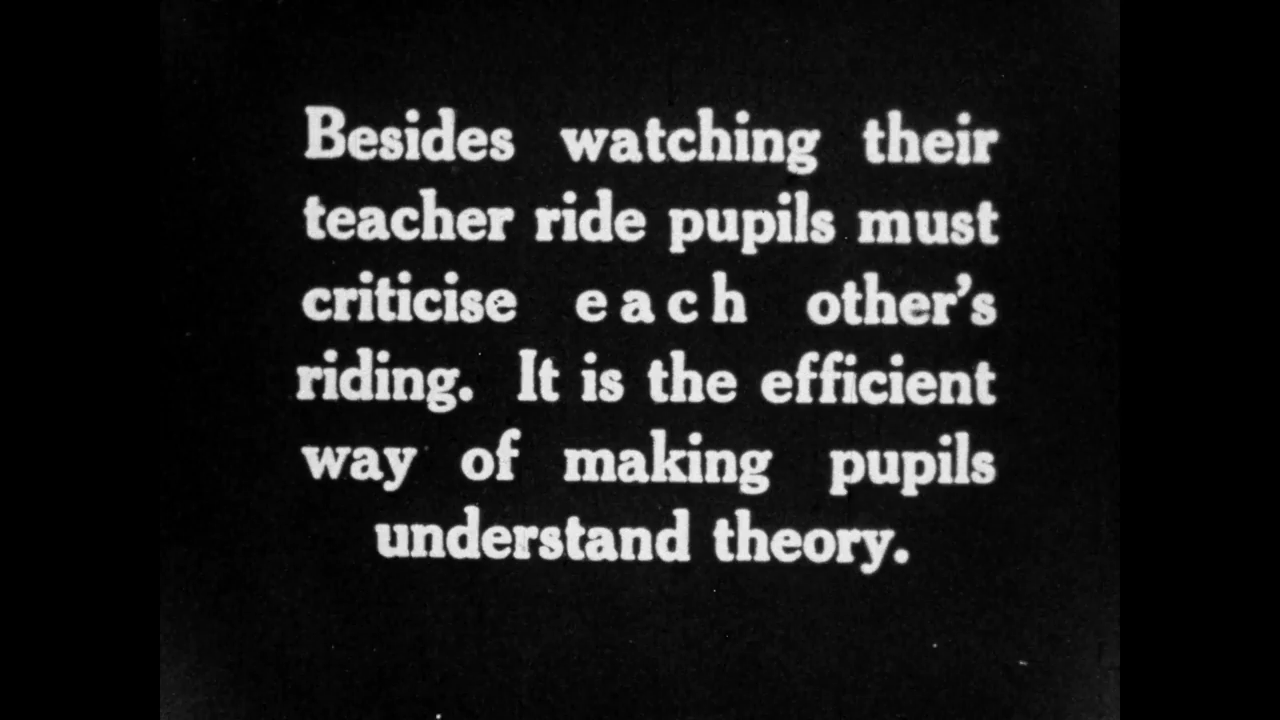 Besides watching their
teacher ride pupils must
criticise each other's
riding. It is the efficient
way of making pupils
understand theory.